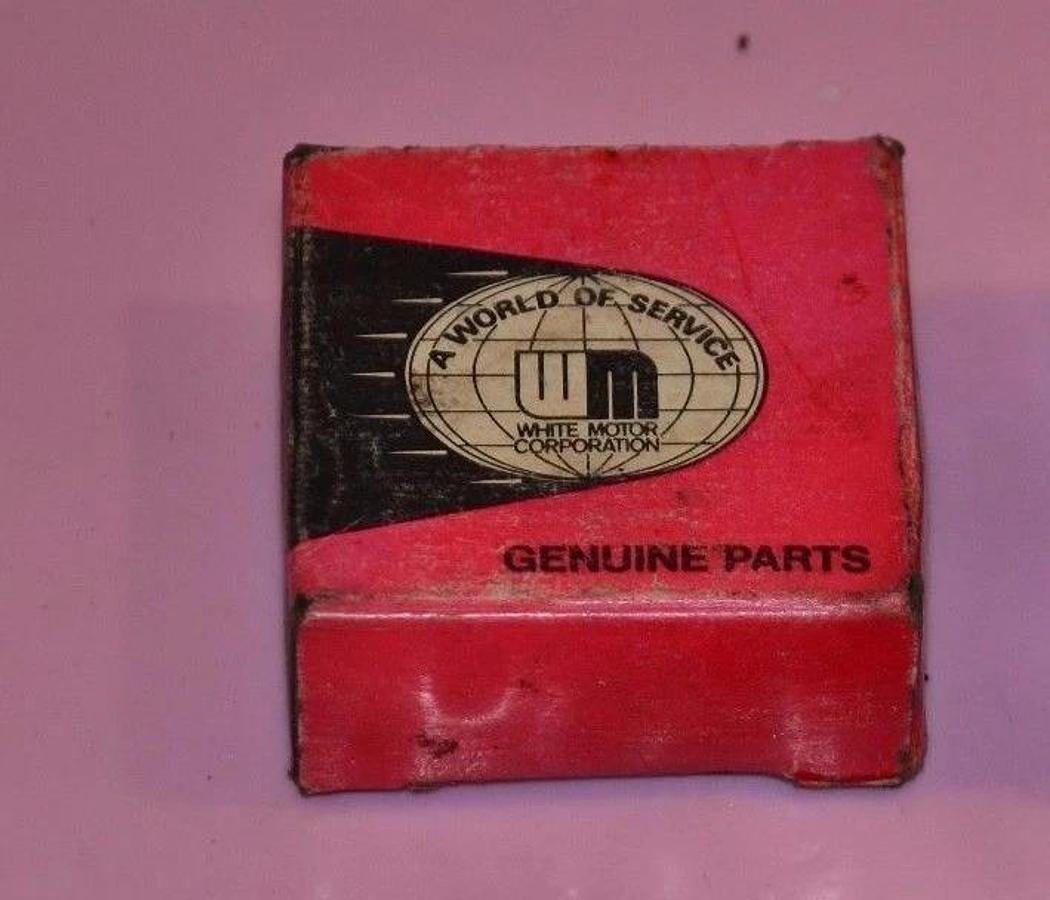 A WORLD OF SERVICE
WM
WHITE MOTOR
CORPORATION
GENUINE PARTS